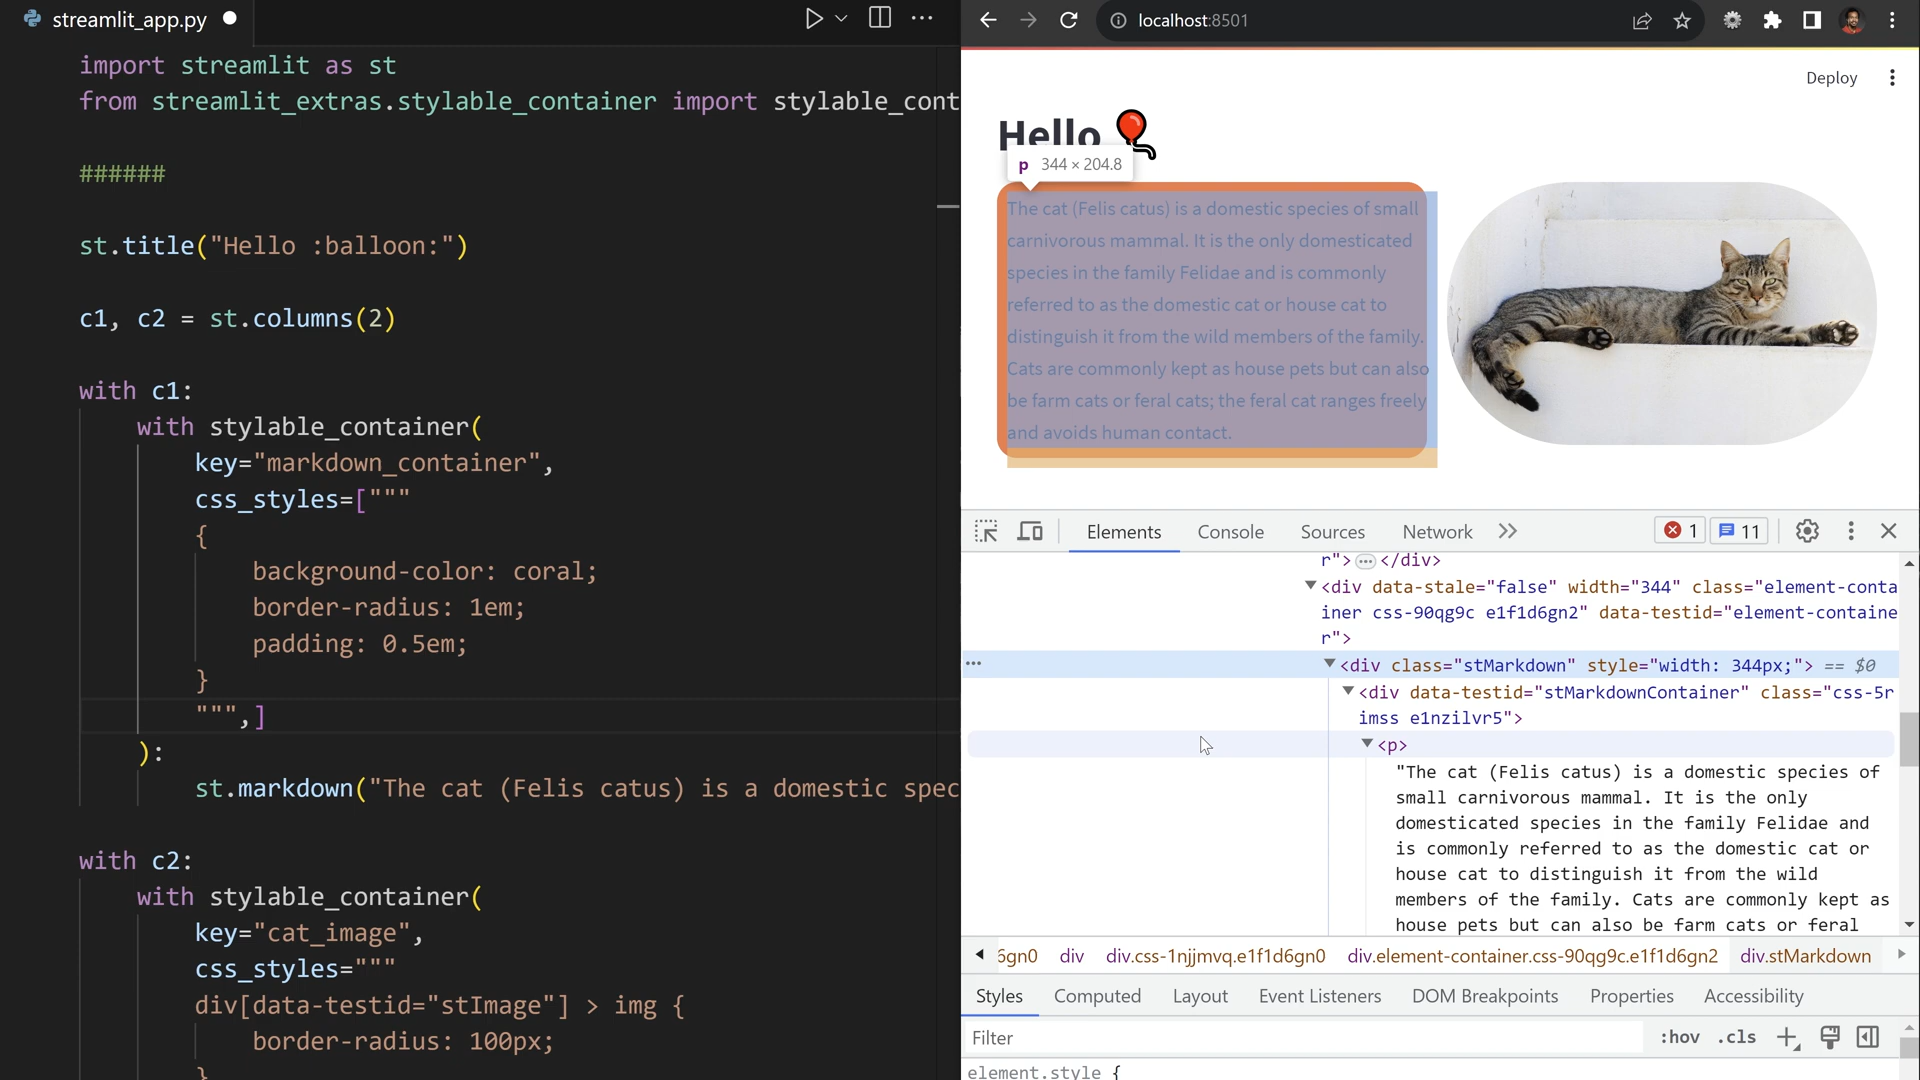 streamlit_app.py
import streamlit as st
from streamlit_extras.stylable_container import stylable_cont
######
st.title("Hello :balloon:")
c1, c2 = st.columns(2)
with c1:
with stylable_container(
key="markdown_container",
css_styles=["""
{
background-color: coral;
border-radius: 1em;
padding: 0.5em;
}
""",]
):
st.markdown("The cat (Felis catus) is a domestic spec
with c2:
with stylable_container(
key="cat_image",
css_styles="""
div[data-testid="stImage"] > img {
border-radius: 100px;
}
localhost:8501
Deploy
Hello 🎈
p 344 × 204.8
The cat (Felis catus) is a domestic species of small
carnivorous mammal. It is the only domesticated
species in the family Felidae and is commonly
referred to as the domestic cat or house cat to
distinguish it from the wild members of the family.
Cats are commonly kept as house pets but can also
be farm cats or feral cats; the feral cat ranges freely
and avoids human contact.
Elements Console Sources Network 1 11
r"> ⋯ </div>
<div data-stale="false" width="344" class="element-conta
iner css-90qg9c e1f1d6gn2" data-testid="element-containe
r">
<div class="stMarkdown" style="width: 344px;"> == $0
<div data-testid="stMarkdownContainer" class="css-5r
imss e1nzilvr5">
<p>
"The cat (Felis catus) is a domestic species of
small carnivorous mammal. It is the only
domesticated species in the family Felidae and
is commonly referred to as the domestic cat or
house cat to distinguish it from the wild
members of the family. Cats are commonly kept as
house pets but can also be farm cats or feral
6gn0 div div.css-1njjmvq.e1f1d6gn0 div.element-container.css-90qg9c.e1f1d6gn2 div.stMarkdown
Styles Computed Layout Event Listeners DOM Breakpoints Properties Accessibility
Filter :hov .cls
element.style {